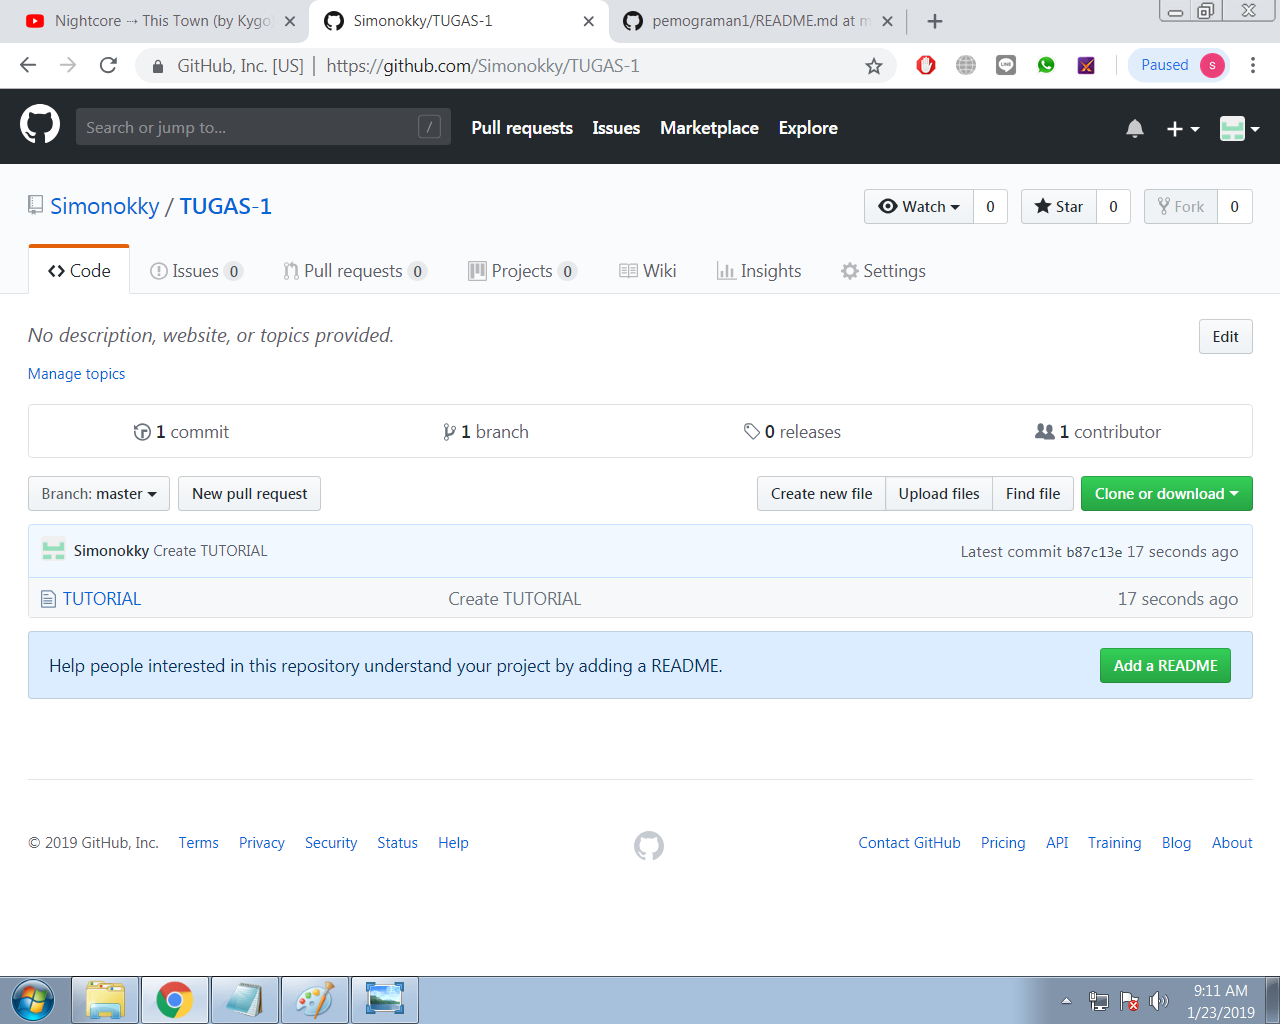 Nightcore ⇢ This Town (by Kygo
Simonokky/TUGAS-1
pemograman1/README.md at m
GitHub, Inc. [US] | https://github.com/Simonokky/TUGAS-1
Paused s
Search or jump to... /
Pull requests Issues Marketplace Explore
Simonokky / TUGAS-1
Watch 0 Star 0 Fork 0
Code Issues 0 Pull requests 0 Projects 0 Wiki Insights Settings
No description, website, or topics provided.
Edit
Manage topics
1 commit 1 branch 0 releases 1 contributor
Branch: master New pull request Create new file Upload files Find file Clone or download
Simonokky Create TUTORIAL Latest commit b87c13e 17 seconds ago
TUTORIAL Create TUTORIAL 17 seconds ago
Help people interested in this repository understand your project by adding a README. Add a README
© 2019 GitHub, Inc. Terms Privacy Security Status Help Contact GitHub Pricing API Training Blog About
9:11 AM
1/23/2019